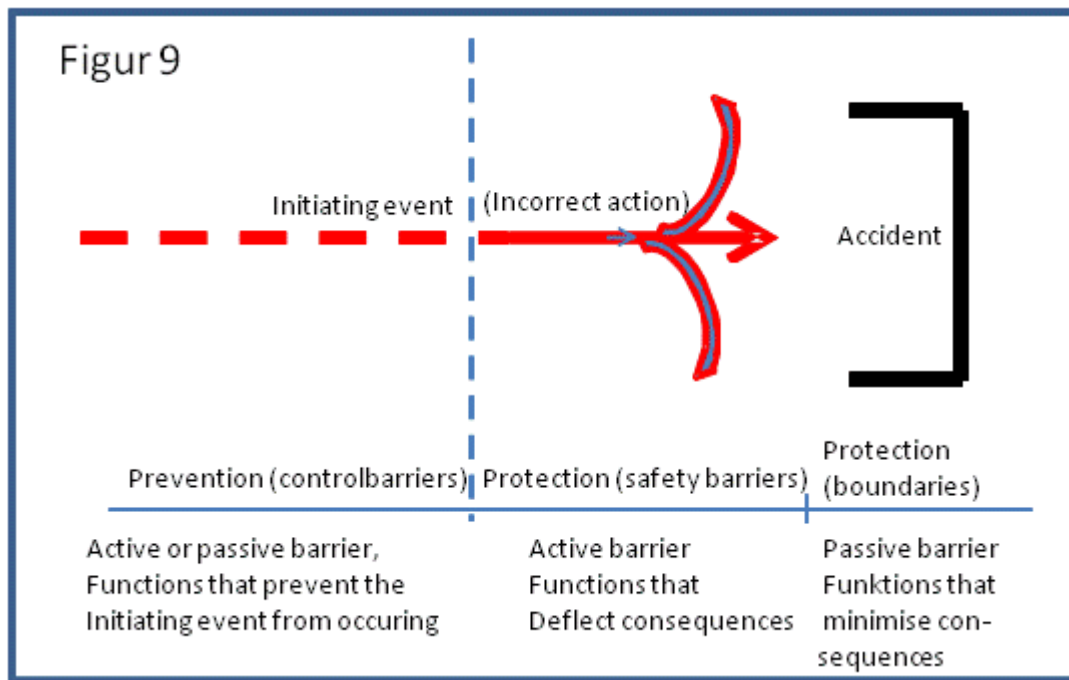 Figur 9
Initiating event
(Incorrect action)
Accident
Prevention (controlbarriers)
Protection (safety barriers)
Protection
(boundaries)
Active or passive barrier,
Functions that prevent the
Initiating event from occuring
Active barrier
Functions that
Deflect consequences
Passive barrier
Funktions that
minimise con-
sequences